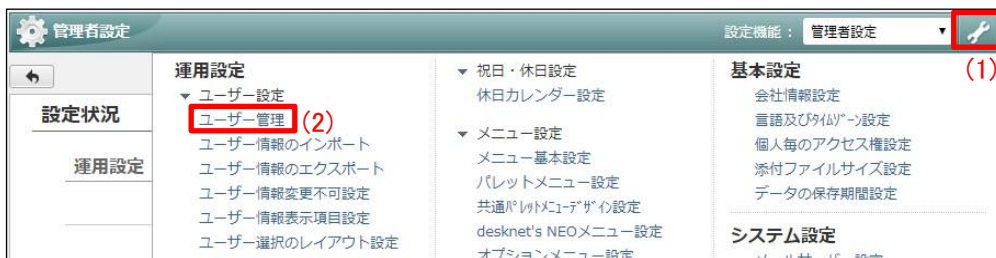 管理者設定
設定機能： 管理者設定
(1)
設定状況
運用設定
運用設定
ユーザー設定
ユーザー管理 (2)
ユーザー情報のインポート
ユーザー情報のエクスポート
ユーザー情報変更不可設定
ユーザー情報表示項目設定
ユーザー選択のレイアウト設定
祝日・休日設定
休日カレンダー設定
メニュー設定
メニュー基本設定
パレットメニュー設定
共通ﾊﾟﾚｯﾄﾒﾆｭｰﾃﾞｻﾞｲﾝ設定
desknet's NEOメニュー設定
オプションメニュー設定
基本設定
会社情報設定
言語及びﾀｲﾑｿﾞｰﾝ設定
個人毎のアクセス権設定
添付ファイルサイズ設定
データの保存期間設定
システム設定